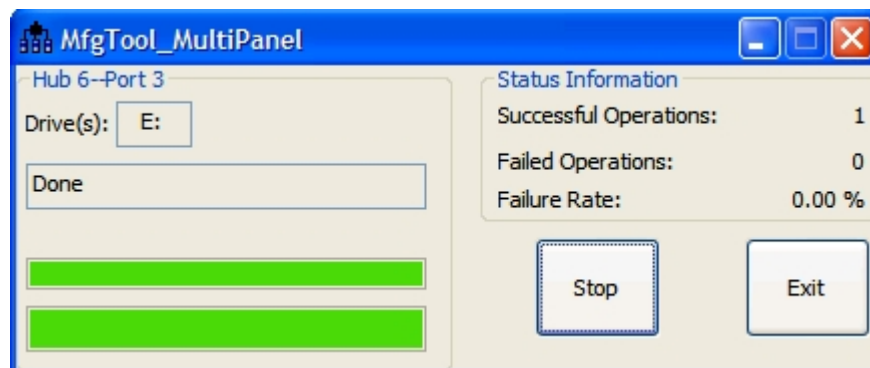 MfgTool_MultiPanel
Hub 6--Port 3
Drive(s): E:
Done
Status Information
Successful Operations: 1
Failed Operations: 0
Failure Rate: 0.00 %
Stop
Exit